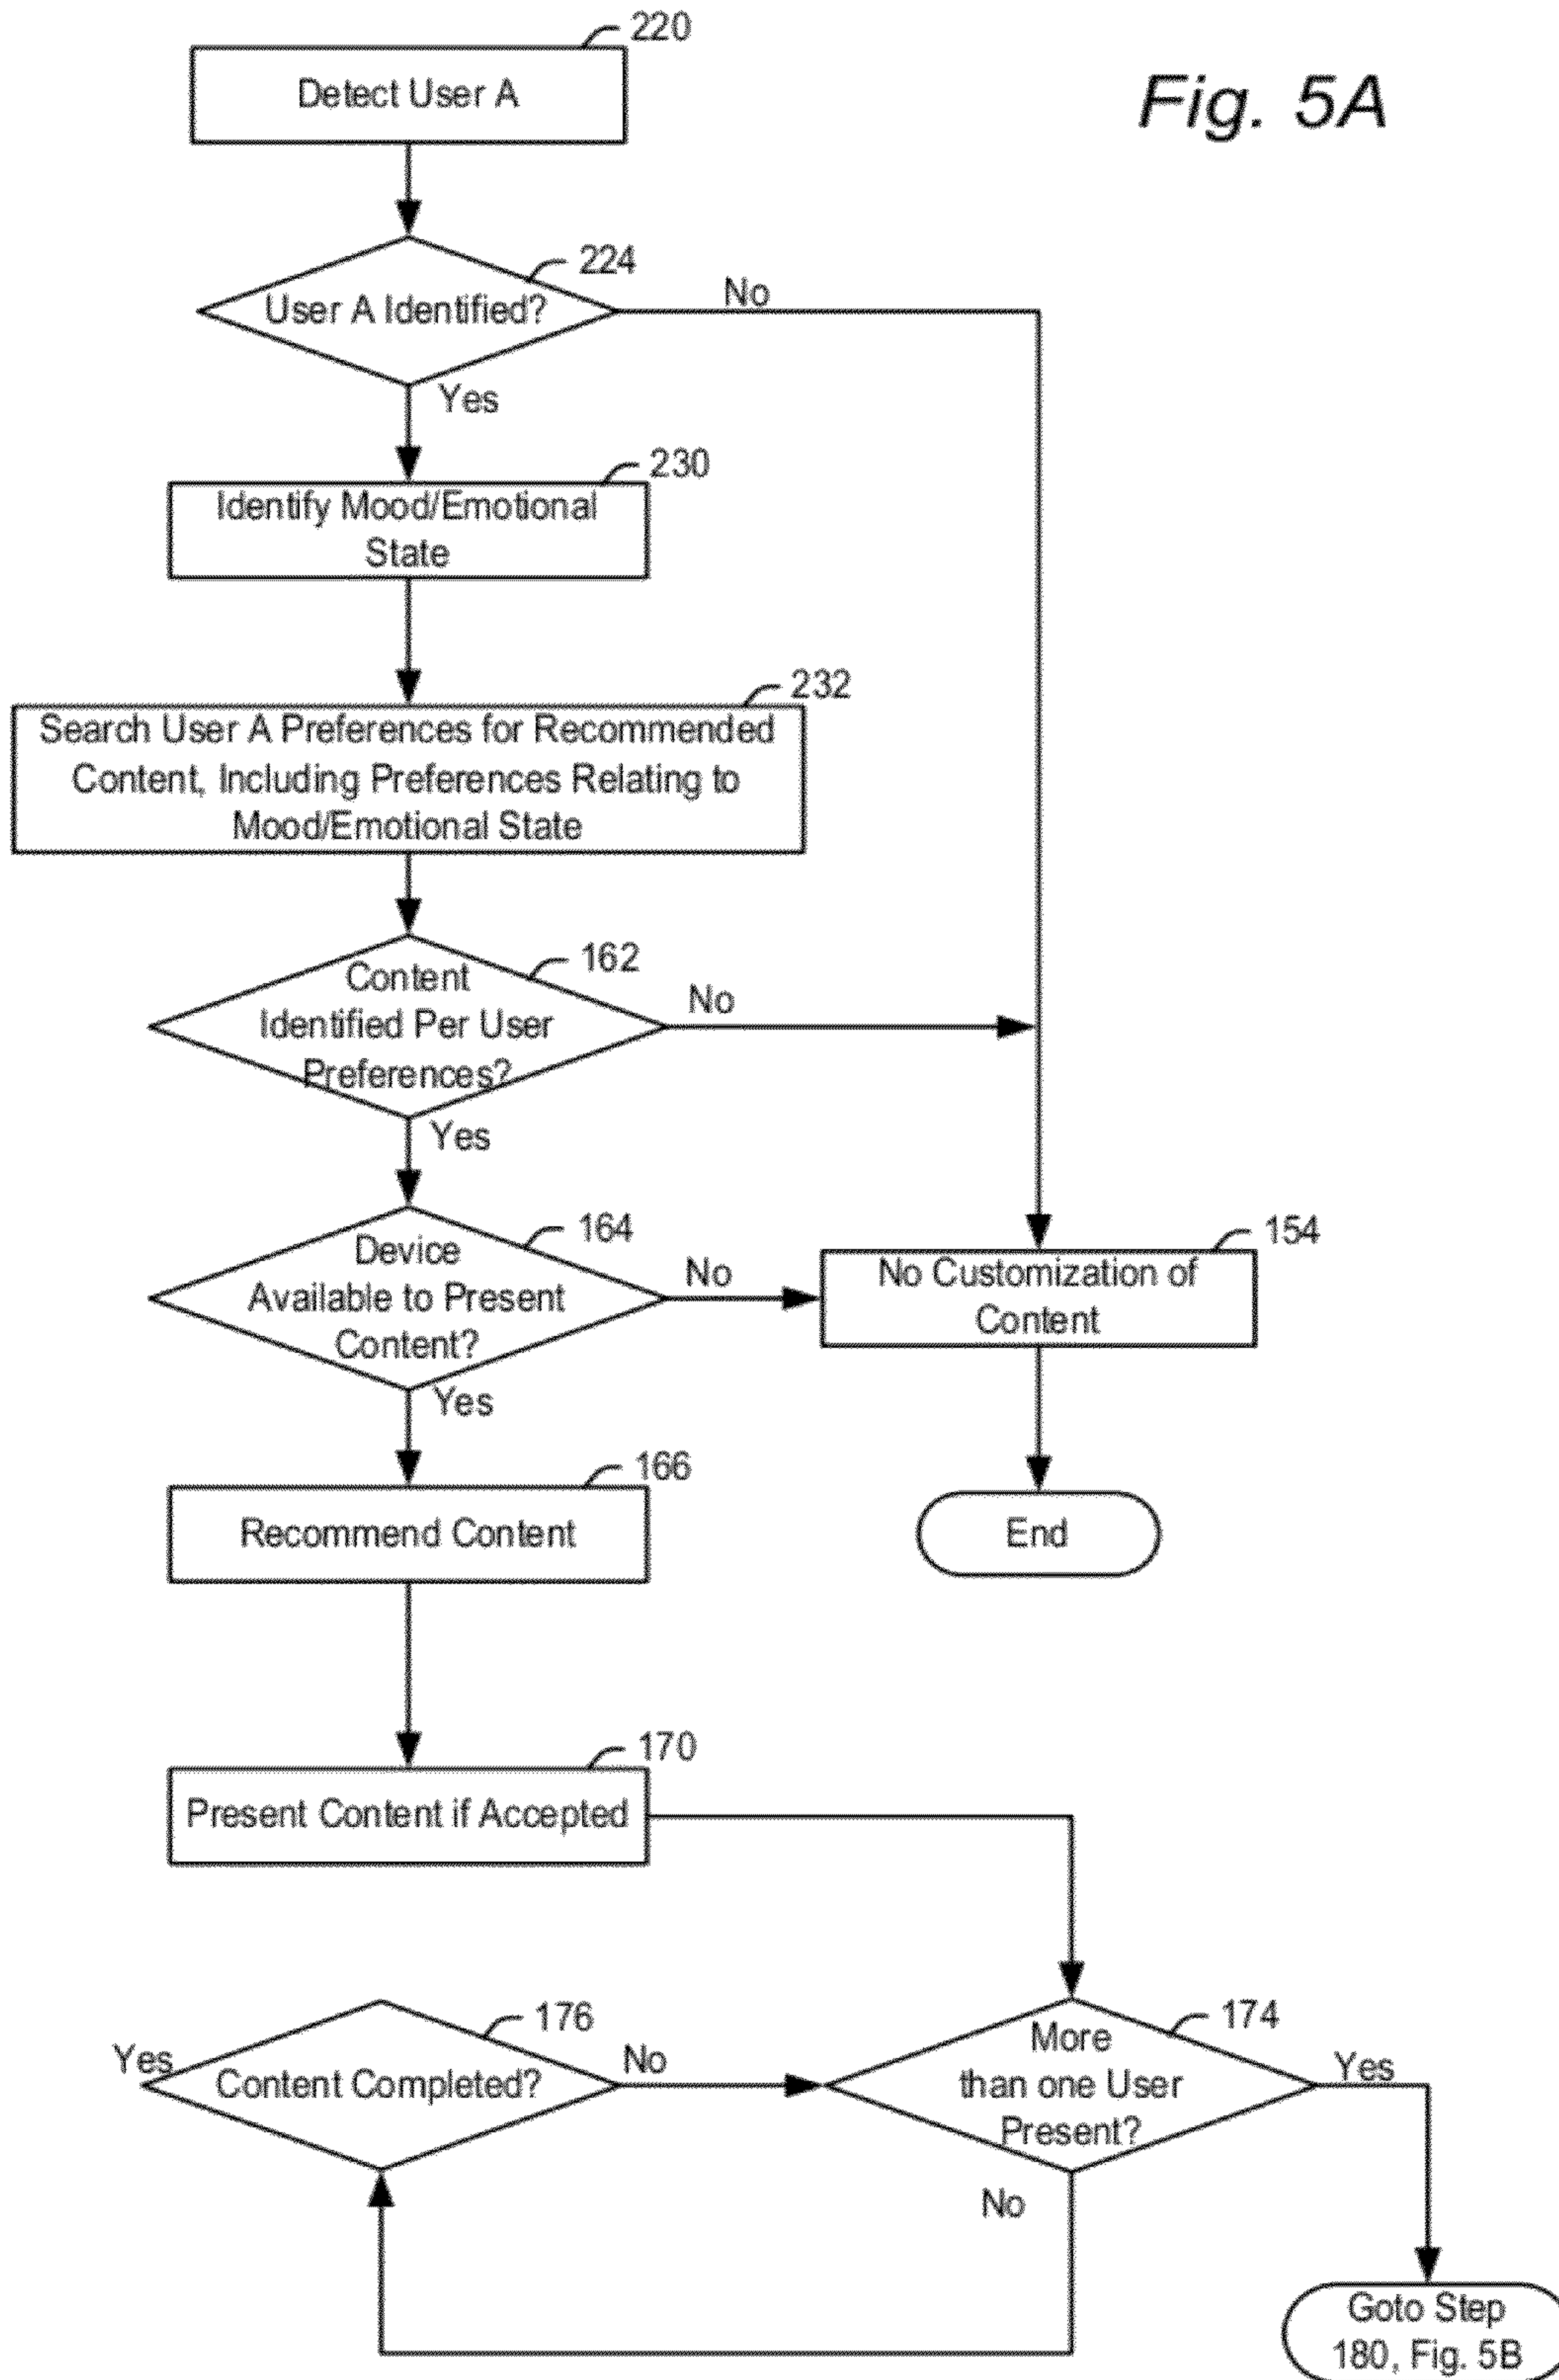 220
Detect User A
Fig. 5A
224
User A Identified?
No
Yes
230
Identify Mood/Emotional
State
232
Search User A Preferences for Recommended
Content, Including Preferences Relating to
Mood/Emotional State
162
Content
Identified Per User
Preferences?
No
Yes
164
Device
Available to Present
Content?
No
Yes
154
No Customization of
Content
166
Recommend Content
End
170
Present Content if Accepted
176
Yes
Content Completed?
No
174
More
than one User
Present?
Yes
No
Goto Step
180, Fig. 5B